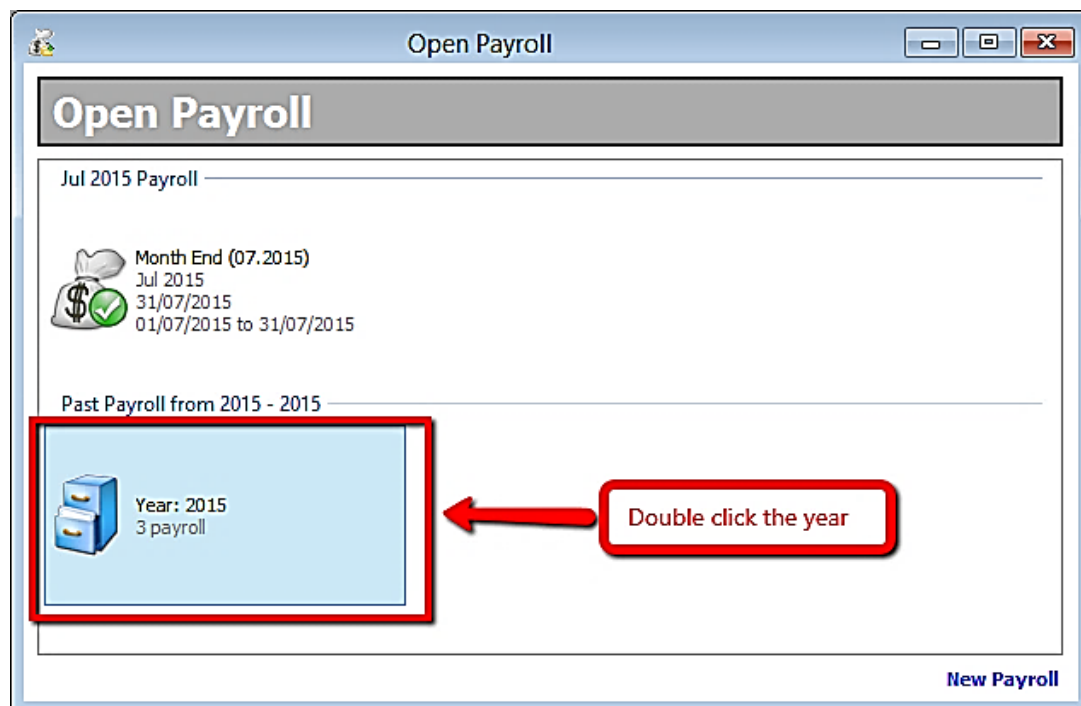 Open Payroll
Open Payroll
Jul 2015 Payroll
Month End (07.2015)
Jul 2015
31/07/2015
01/07/2015 to 31/07/2015
Past Payroll from 2015 - 2015
Year: 2015
3 payroll
Double click the year
New Payroll